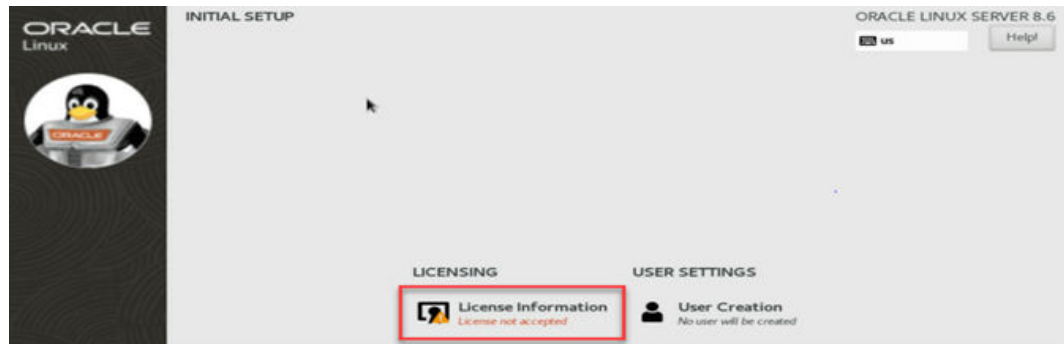 ORACLE
Linux
ORACLE
INITIAL SETUP
ORACLE LINUX SERVER 8.6
us
Help!
LICENSING
License Information
License not accepted
USER SETTINGS
User Creation
No user will be created